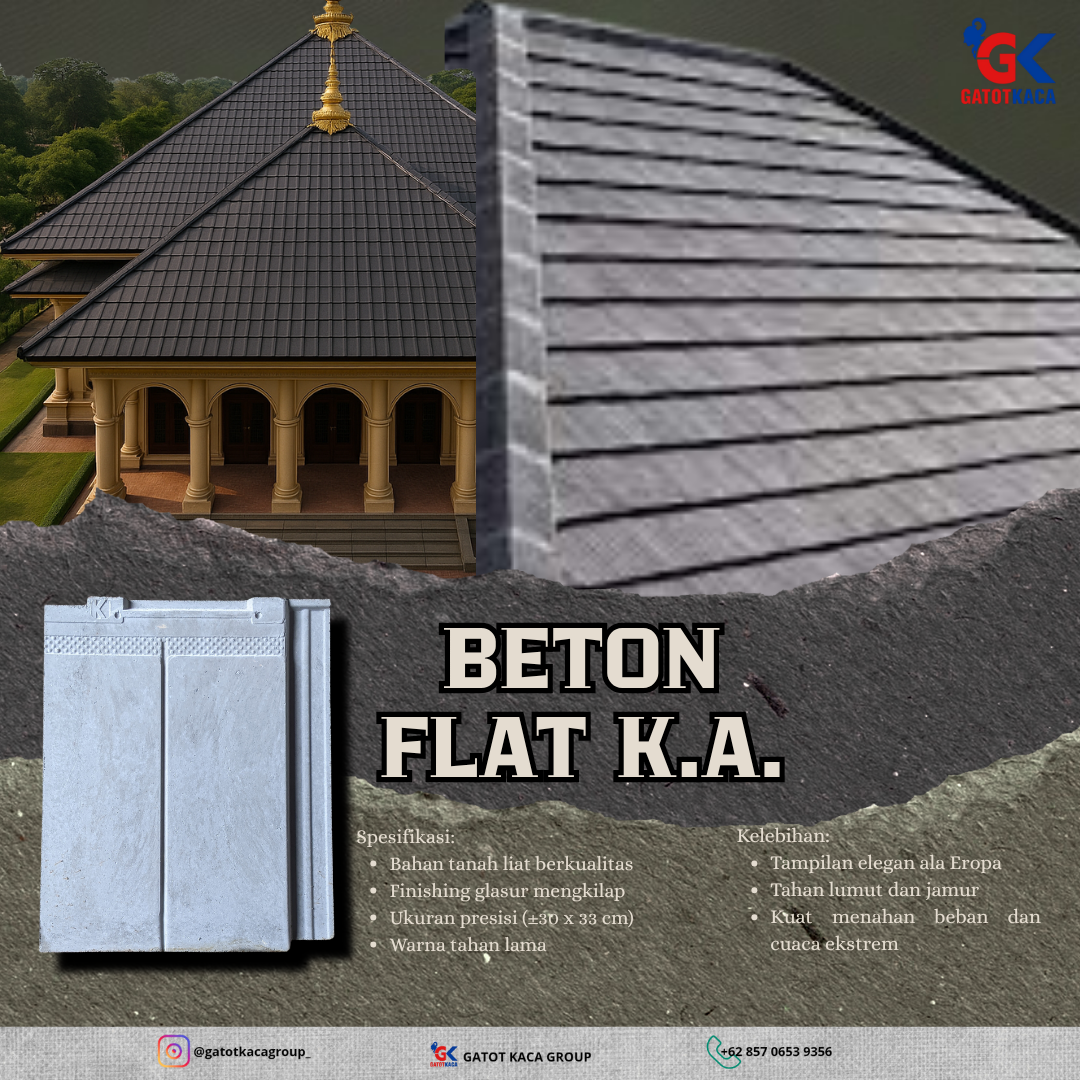 GK
GATOTKACA
K
BETON
FLAT K.A.
Spesifikasi:
• Bahan tanah liat berkualitas
• Finishing glasur mengkilap
• Ukuran presisi (±30 x 33 cm)
• Warna tahan lama
Kelebihan:
• Tampilan elegan ala Eropa
• Tahan lumut dan jamur
• Kuat menahan beban dan
cuaca ekstrem
@gatotkacagroup_
GK
GATOTKACA
GATOT KACA GROUP
+62 857 0653 9356